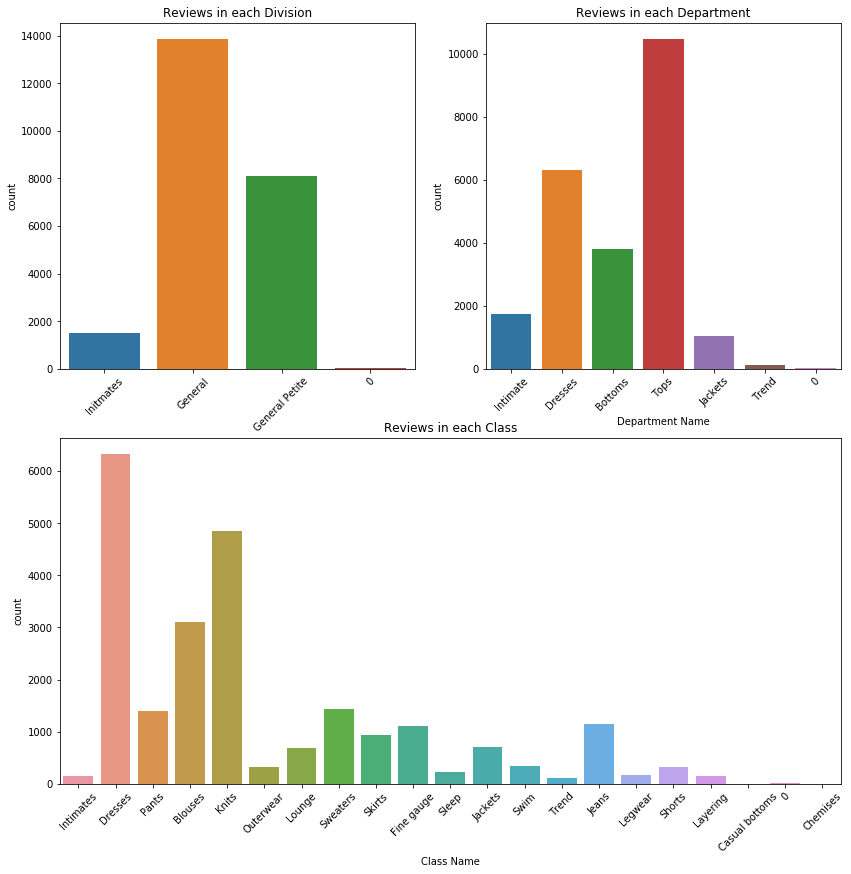 Reviews in each Division
14000
12000
10000
8000
6000
4000
2000
0
count
Initmates
General
General Petite
0
Reviews in each Department
10000
8000
6000
4000
2000
0
count
Intimate
Dresses
Bottoms
Tops
Jackets
Trend
0
Department Name
Reviews in each Class
6000
5000
4000
3000
2000
1000
0
count
Intimates
Dresses
Pants
Blouses
Knits
Outerwear
Lounge
Sweaters
Skirts
Fine gauge
Sleep
Jackets
Swim
Trend
Jeans
Legwear
Shorts
Layering
Casual bottoms
0
Chemises
Class Name